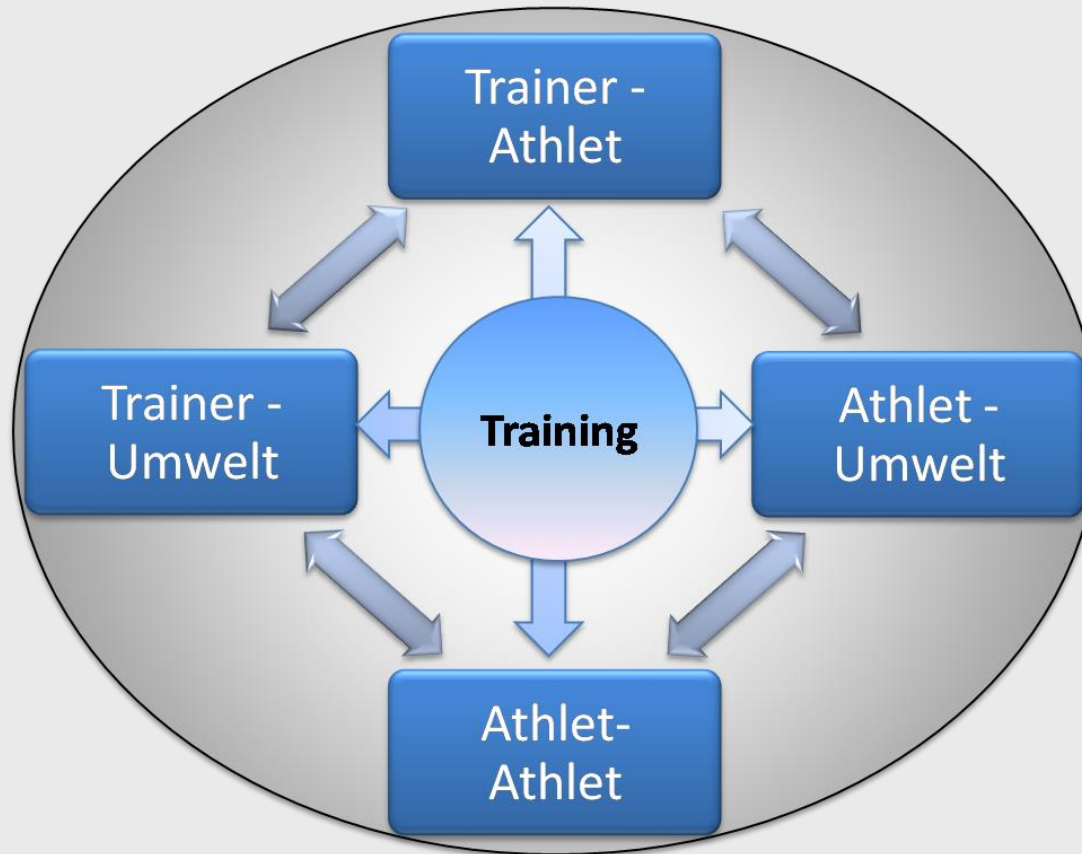 Trainer -
Athlet
Trainer -
Umwelt
Training
Athlet -
Umwelt
Athlet-
Athlet